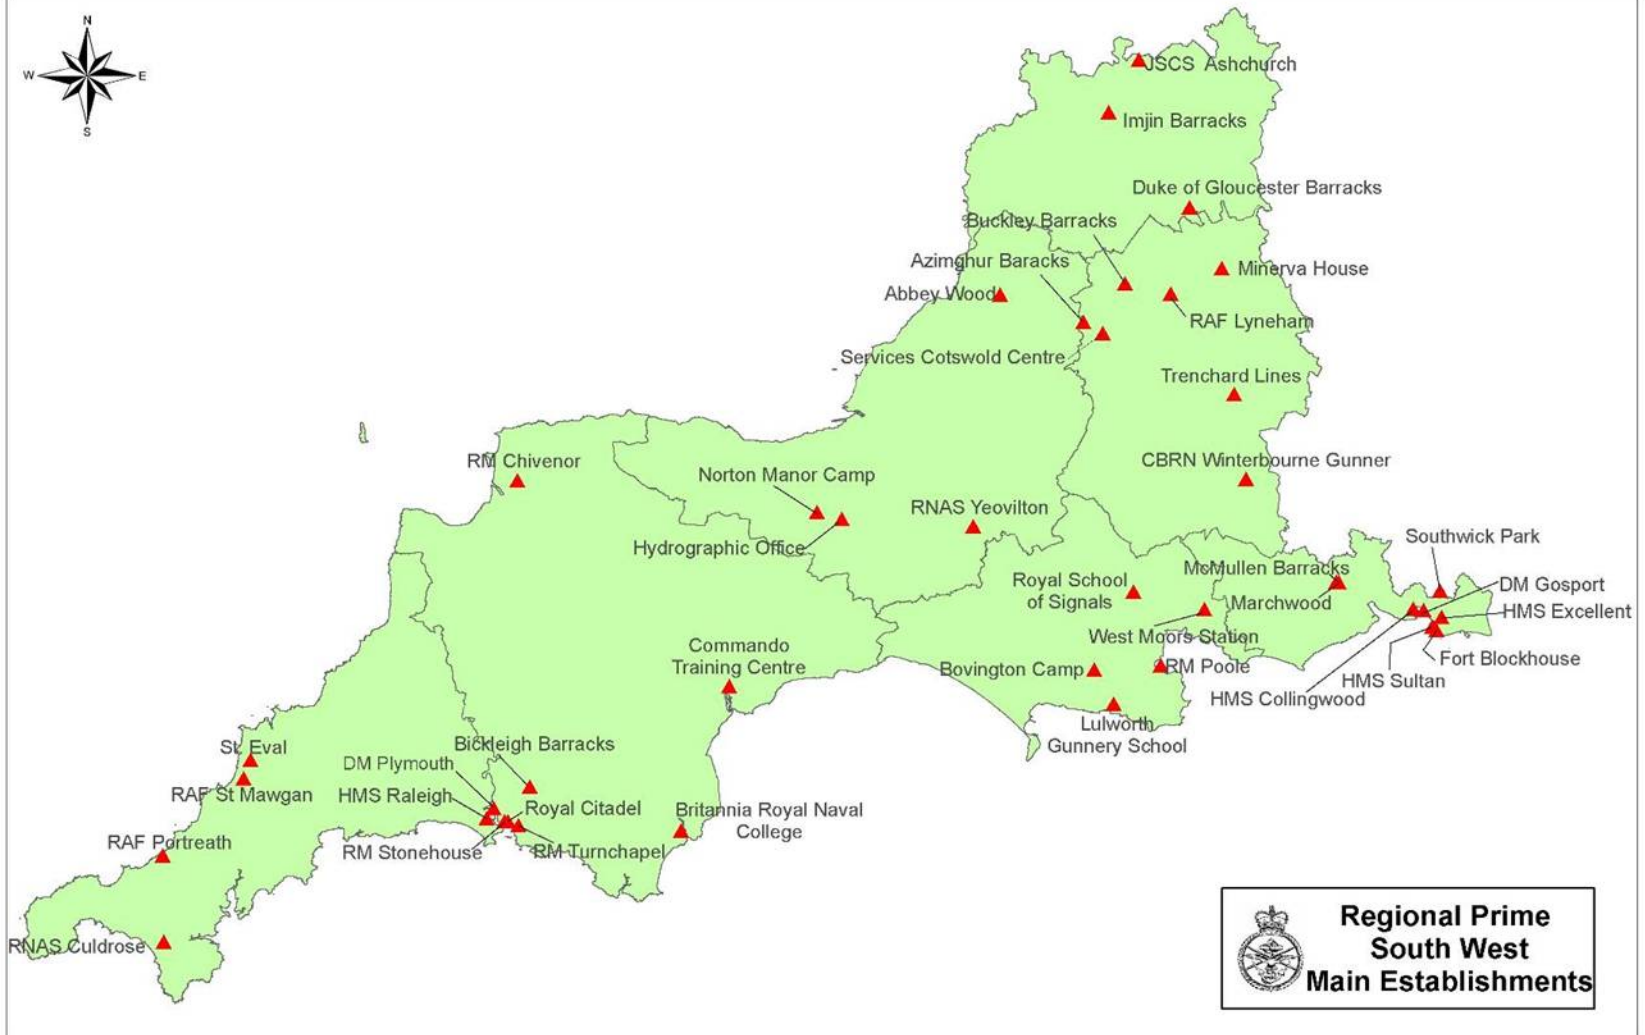 N
W
E
S
JSCS Ashchurch
Imjin Barracks
Duke of Gloucester Barracks
Buckley Barracks
Azimghur Baracks
Minerva House
Abbey Wood
RAF Lyneham
Services Cotswold Centre
Trenchard Lines
RM Chivenor
CBRN Winterbourne Gunner
Norton Manor Camp
RNAS Yeovilton
Hydrographic Office
Southwick Park
McMullen Barracks
Royal School
of Signals
DM Gosport
Marchwood
HMS Excellent
West Moors Station
Commando
Training Centre
Fort Blockhouse
Bovington Camp
RM Poole
HMS Sultan
HMS Collingwood
Lulworth
Gunnery School
St. Eval
Bickleigh Barracks
DM Plymouth
RAF St Mawgan
HMS Raleigh
Royal Citadel
Britannia Royal Naval
College
RAF Portreath
RM Stonehouse
RM Turnchapel
RNAS Culdrose
Regional Prime
South West
Main Establishments